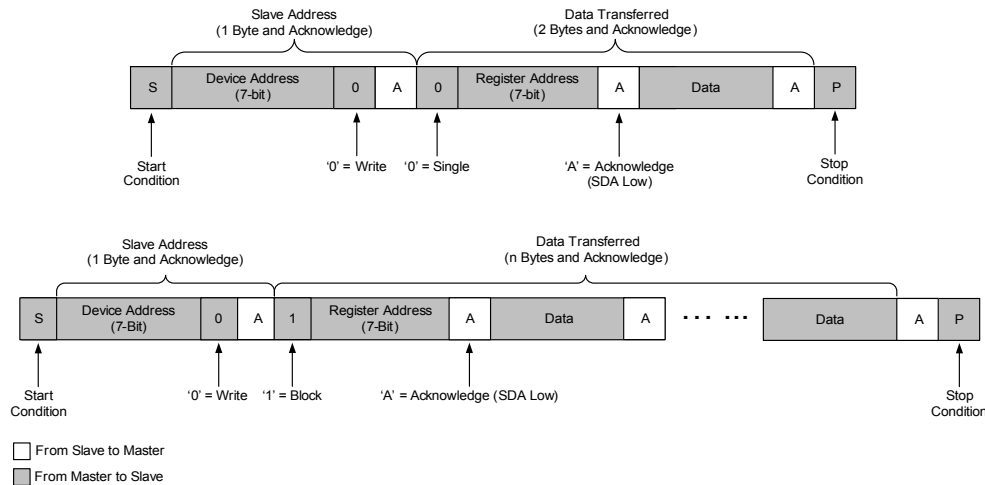 Slave Address
(1 Byte and Acknowledge)
Data Transferred
(2 Bytes and Acknowledge)
S
Device Address
(7-bit)
0
A
0
Register Address
(7-bit)
A
Data
A
P
Start
Condition
‘0’ = Write
‘0’ = Single
‘A’ = Acknowledge
(SDA Low)
Stop
Condition
Slave Address
(1 Byte and Acknowledge)
Data Transferred
(n Bytes and Acknowledge)
S
Device Address
(7-Bit)
0
A
1
Register Address
(7-Bit)
A
Data
A
... ...
Data
A
P
Start
Condition
‘0’ = Write
‘1’ = Block
‘A’ = Acknowledge (SDA Low)
Stop
Condition
From Slave to Master
From Master to Slave